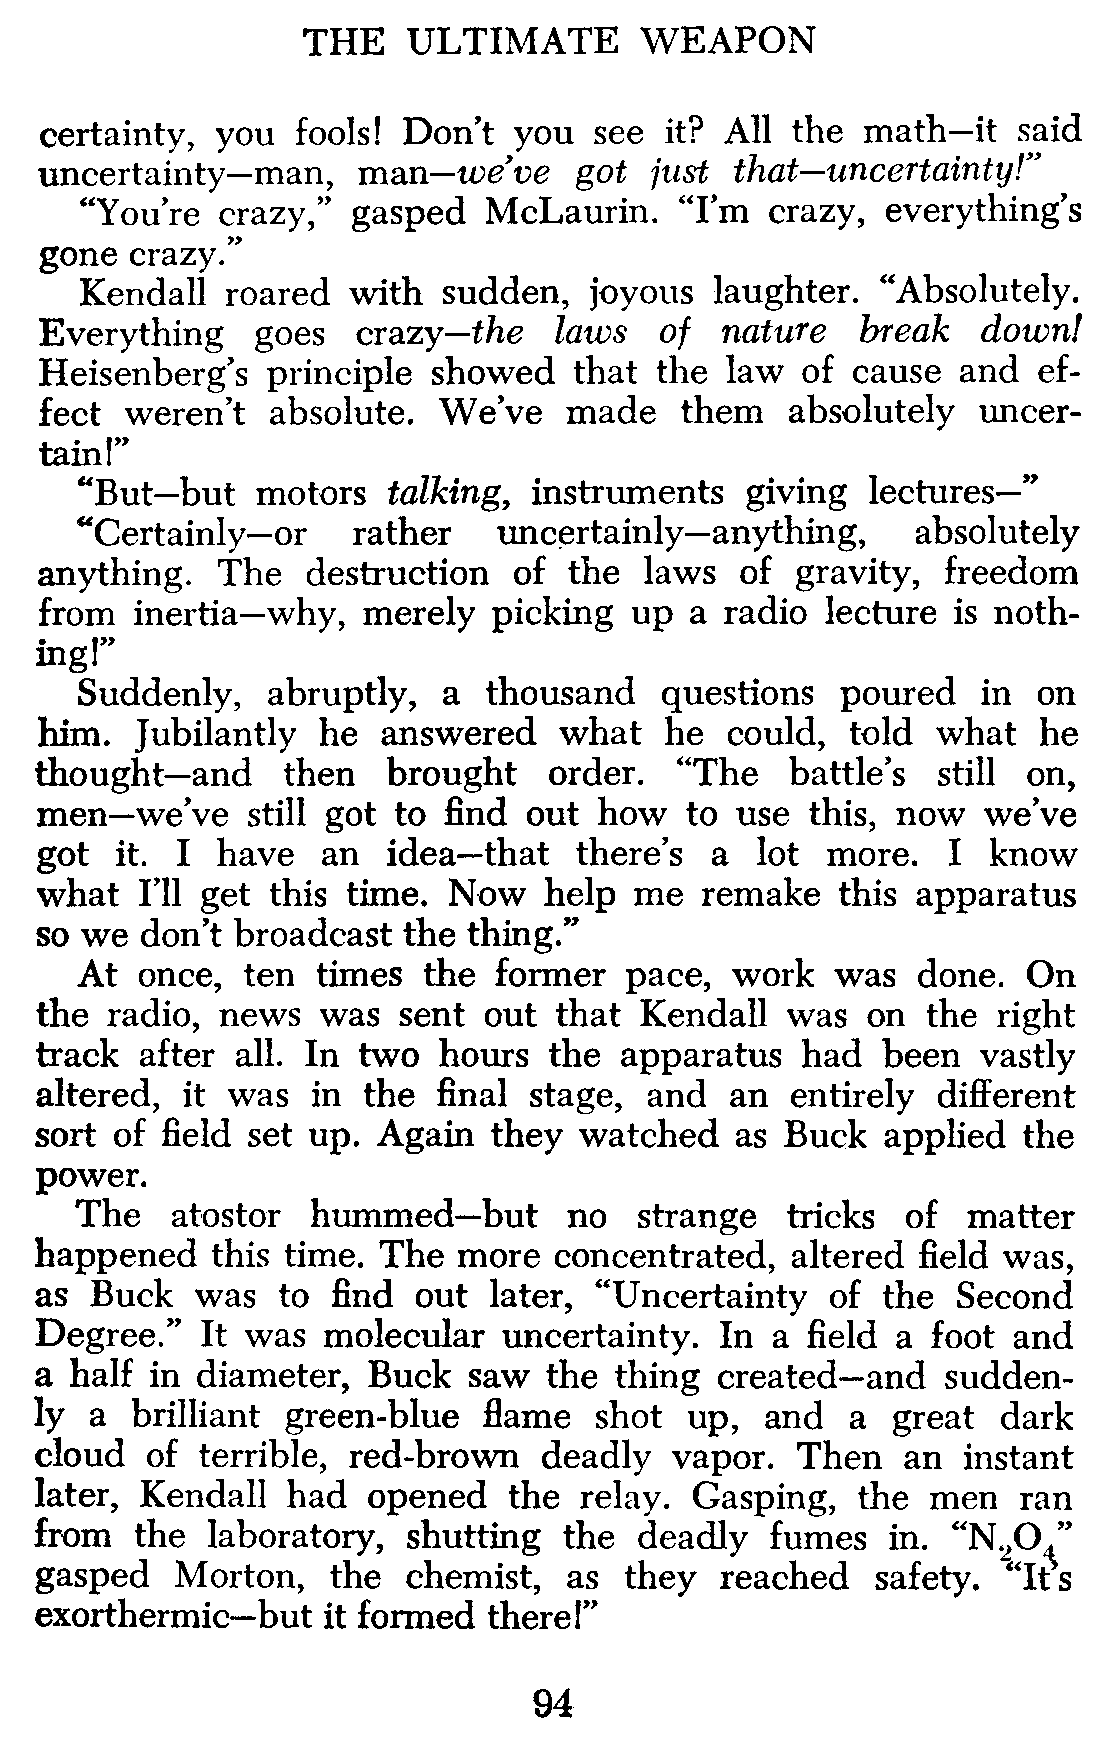 THE ULTIMATE WEAPON
certainty, you fools! Don't you see it? All the math—it said
uncertainty—man, man—we've got just that—uncertainty!"
"You're crazy," gasped McLaurin. "I'm crazy, everything's
gone crazy."
Kendall roared with sudden, joyous laughter. "Absolutely.
Everything goes crazy—the laws of nature break down!
Heisenberg's principle showed that the law of cause and ef-
fect weren't absolute. We've made them absolutely uncer-
tain!"
"But—but motors talking, instruments giving lectures—"
"Certainly—or rather uncertainly—anything, absolutely
anything. The destruction of the laws of gravity, freedom
from inertia—why, merely picking up a radio lecture is noth-
ing!"
Suddenly, abruptly, a thousand questions poured in on
him. Jubilantly he answered what he could, told what he
thought—and then brought order. "The battle's still on,
men—we've still got to find out how to use this, now we've
got it. I have an idea—that there's a lot more. I know
what I'll get this time. Now help me remake this apparatus
so we don't broadcast the thing."
At once, ten times the former pace, work was done. On
the radio, news was sent out that Kendall was on the right
track after all. In two hours the apparatus had been vastly
altered, it was in the final stage, and an entirely different
sort of field set up. Again they watched as Buck applied the
power.
The atostor hummed—but no strange tricks of matter
happened this time. The more concentrated, altered field was,
as Buck was to find out later, "Uncertainty of the Second
Degree." It was molecular uncertainty. In a field a foot and
a half in diameter, Buck saw the thing created—and sudden-
ly a brilliant green-blue flame shot up, and a great dark
cloud of terrible, red-brown deadly vapor. Then an instant
later, Kendall had opened the relay. Gasping, the men ran
from the laboratory, shutting the deadly fumes in. "N₂O₄"
gasped Morton, the chemist, as they reached safety. "It's
exorthermic—but it formed there!"
94